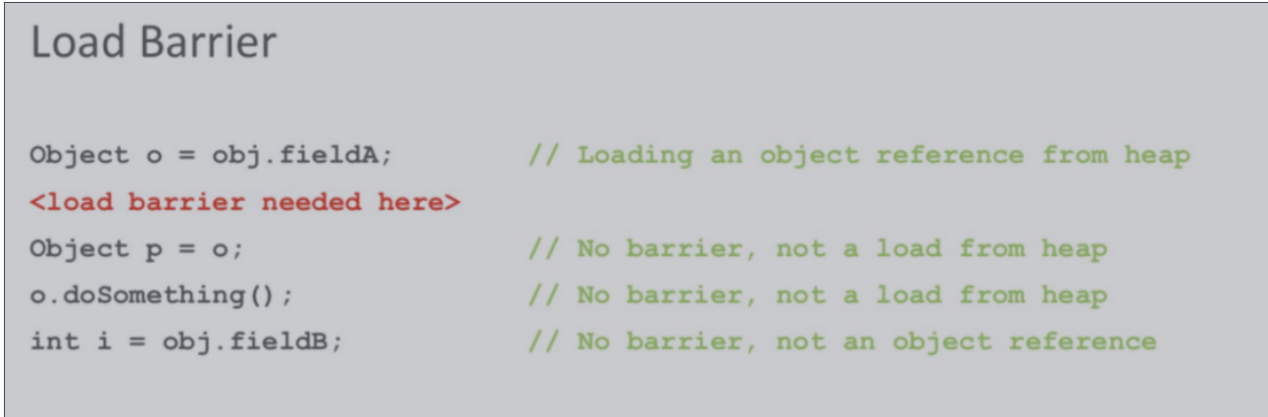 Load Barrier
Object o = obj.fieldA; // Loading an object reference from heap
<load barrier needed here>
Object p = o; // No barrier, not a load from heap
o.doSomething(); // No barrier, not a load from heap
int i = obj.fieldB; // No barrier, not an object reference